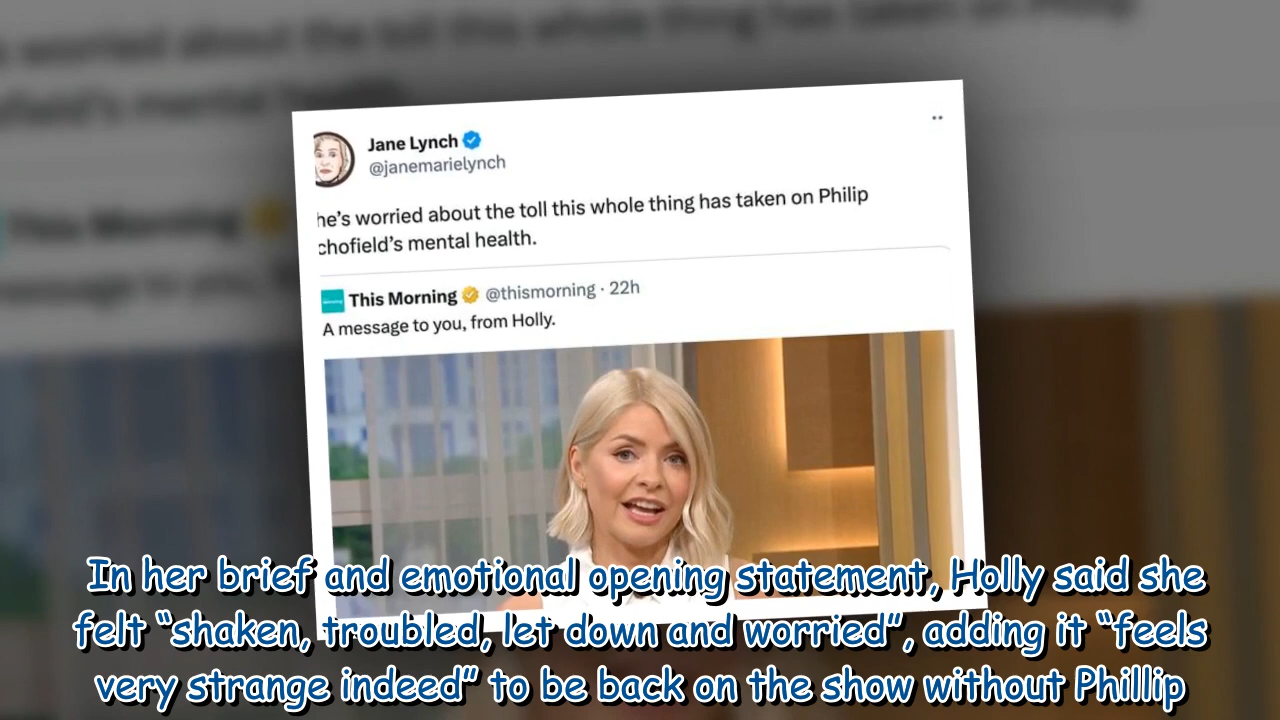 Jane Lynch
@janemarielynch
he's worried about the toll this whole thing has taken on Philip
chofield's mental health.
This Morning @thismorning · 22h
A message to you, from Holly.
In her brief and emotional opening statement, Holly said she
felt “shaken, troubled, let down and worried”, adding it “feels
very strange indeed” to be back on the show without Phillip